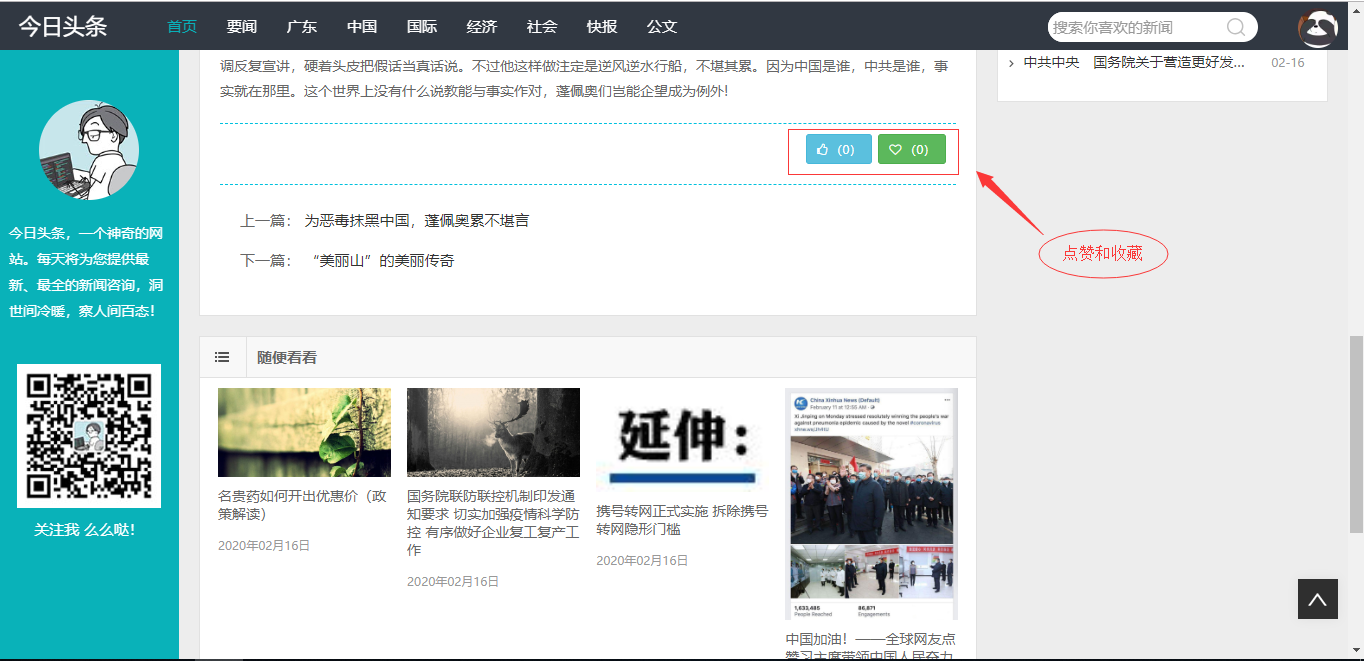 今日头条
首页 要闻 广东 中国 国际 经济 社会 快报 公文
搜索你喜欢的新闻
调反复宣讲，硬着头皮把假话当真话说。不过他这样做注定是逆风逆水行船，不堪其累。因为中国是谁，中共是谁，事
实就在那里。这个世界上没有什么说教能与事实作对，蓬佩奥们岂能企望成为例外!
› 中共中央 国务院关于营造更好发... 02-16
(0) (0)
点赞和收藏
上一篇： 为恶毒抹黑中国，蓬佩奥累不堪言
下一篇： “美丽山”的美丽传奇
今日头条，一个神奇的网
站。每天将为您提供最
新、最全的新闻咨询，洞
世间冷暖，察人间百态!
关注我 么么哒!
随便看看
名贵药如何开出优惠价（政
策解读）
2020年02月16日
国务院联防联控机制印发通
知要求 切实加强疫情科学防
控 有序做好企业复工复产工
作
2020年02月16日
延伸：
携号转网正式实施 拆除携号
转网隐形门槛
2020年02月16日
China Xinhua News (Default)
February 11 at 12:55 AM
Xi Jinping on Monday stressed resolutely winning the people's war
against pneumonia epidemic caused by the novel #coronavirus
1,633,485 86,871
People Reached Engagements
中国加油！——全球网友点
赞习主席带领中国人民奋力